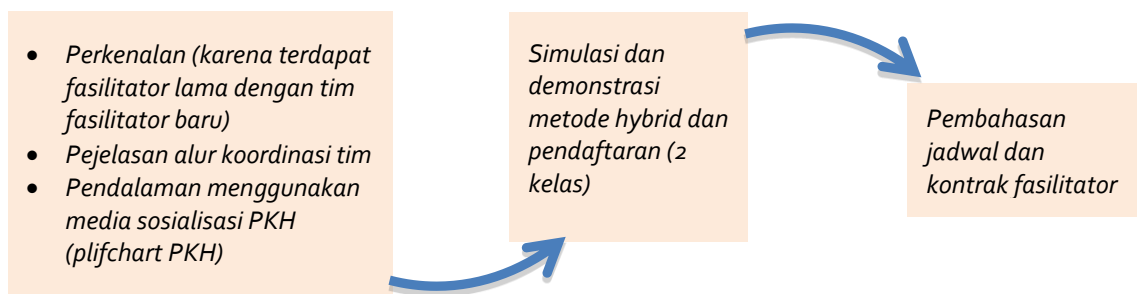 • Perkenalan (karena terdapat
fasilitator lama dengan tim
fasilitator baru)
• Pejelasan alur koordinasi tim
• Pendalaman menggunakan
media sosialisasi PKH
(plifchart PKH)
Simulasi dan
demonstrasi
metode hybrid dan
pendaftaran (2
kelas)
Pembahasan
jadwal dan
kontrak fasilitator